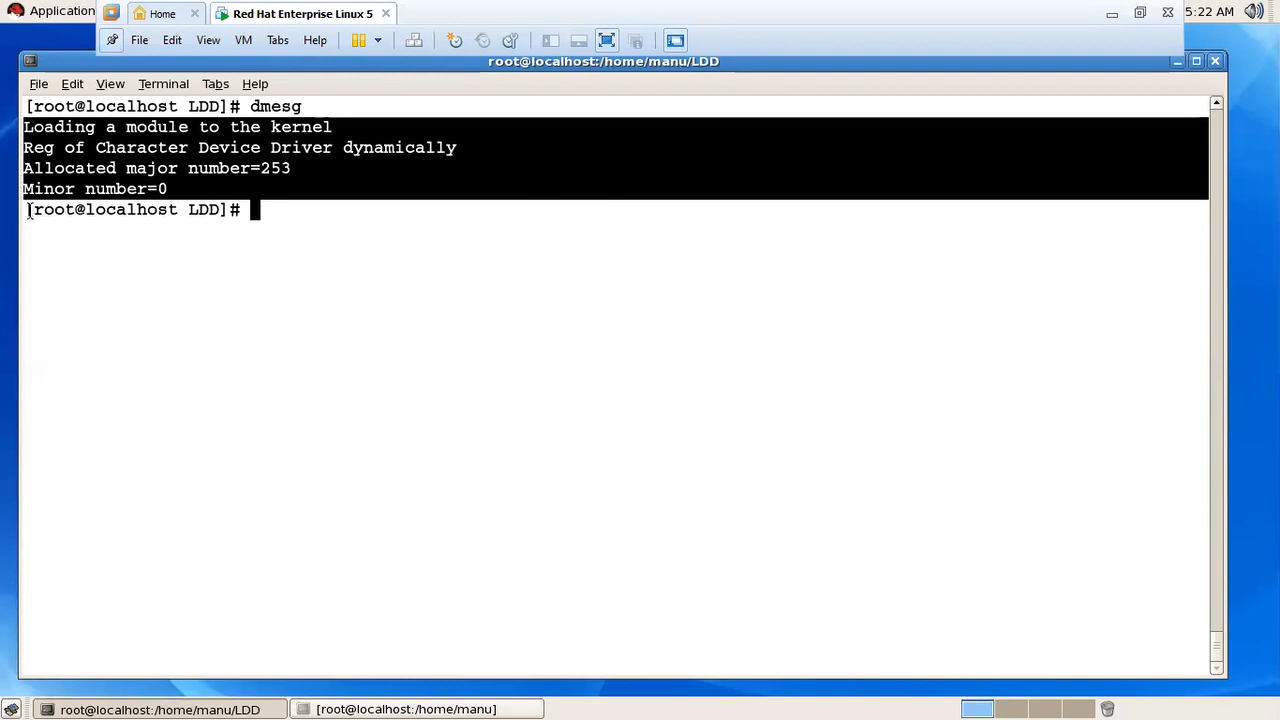 Application
Home
Red Hat Enterprise Linux 5
5:22 AM
File Edit View VM Tabs Help
root@localhost:/home/manu/LDD
File Edit View Terminal Tabs Help
[root@localhost LDD]# dmesg
Loading a module to the kernel
Reg of Character Device Driver dynamically
Allocated major number=253
Minor number=0
[root@localhost LDD]#
root@localhost:/home/manu/LDD
[root@localhost:/home/manu]